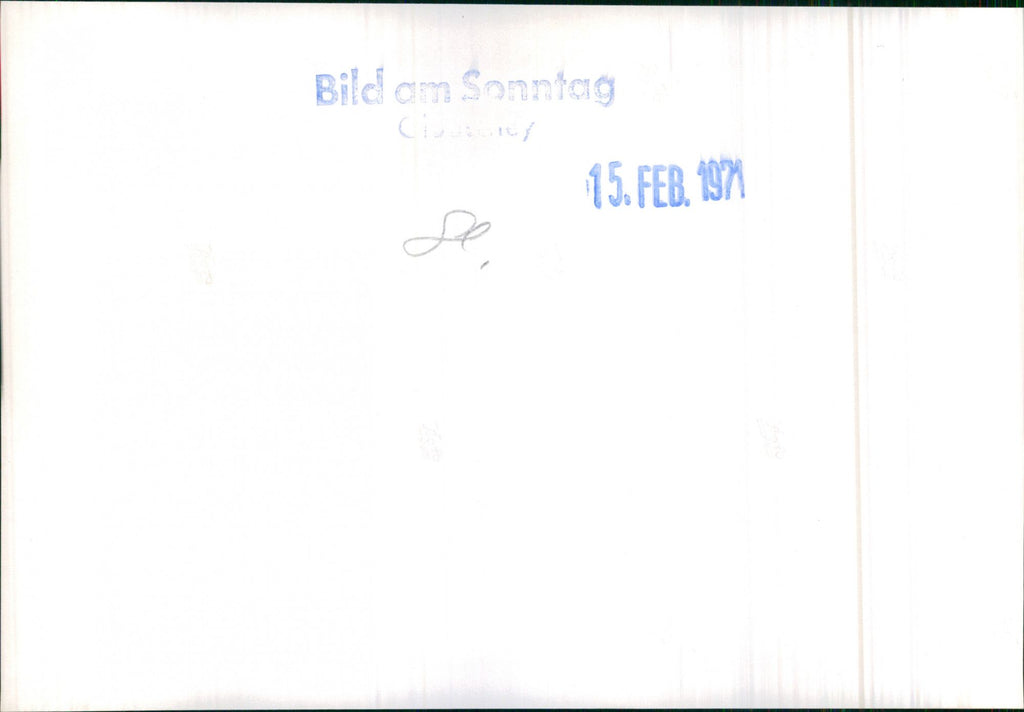 Bild am Sonntag
15. FEB. 1971